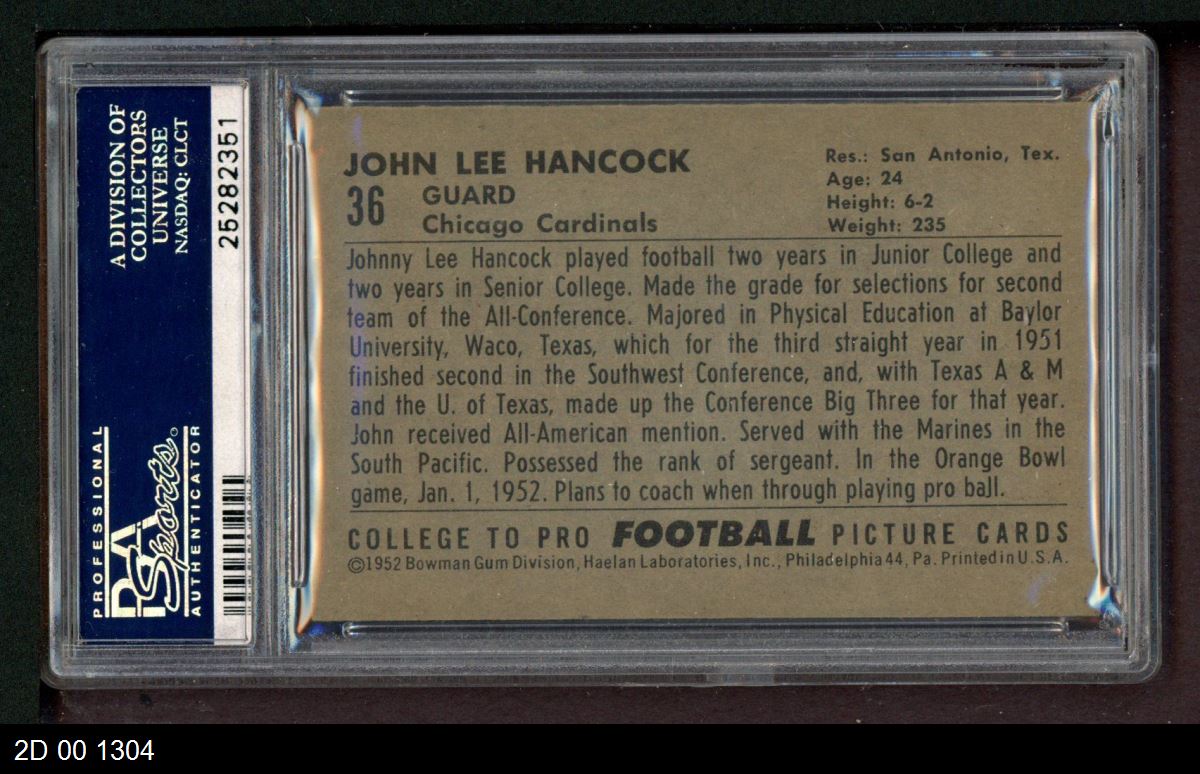 A DIVISION OF
COLLECTORS
UNIVERSE
NASDAQ: CLCT
25282351
PROFESSIONAL
PSA
Sports
AUTHENTICATOR
JOHN LEE HANCOCK
36
GUARD
Chicago Cardinals
Res.: San Antonio, Tex.
Age: 24
Height: 6-2
Weight: 235
Johnny Lee Hancock played football two years in Junior College and
two years in Senior College. Made the grade for selections for second
team of the All-Conference. Majored in Physical Education at Baylor
University, Waco, Texas, which for the third straight year in 1951
finished second in the Southwest Conference, and, with Texas A & M
and the U. of Texas, made up the Conference Big Three for that year.
John received All-American mention. Served with the Marines in the
South Pacific. Possessed the rank of sergeant. In the Orange Bowl
game, Jan. 1, 1952. Plans to coach when through playing pro ball.
COLLEGE TO PRO FOOTBALL PICTURE CARDS
©1952 Bowman Gum Division, Haelan Laboratories, Inc., Philadelphia 44, Pa. Printed in U.S.A.
2D 00 1304